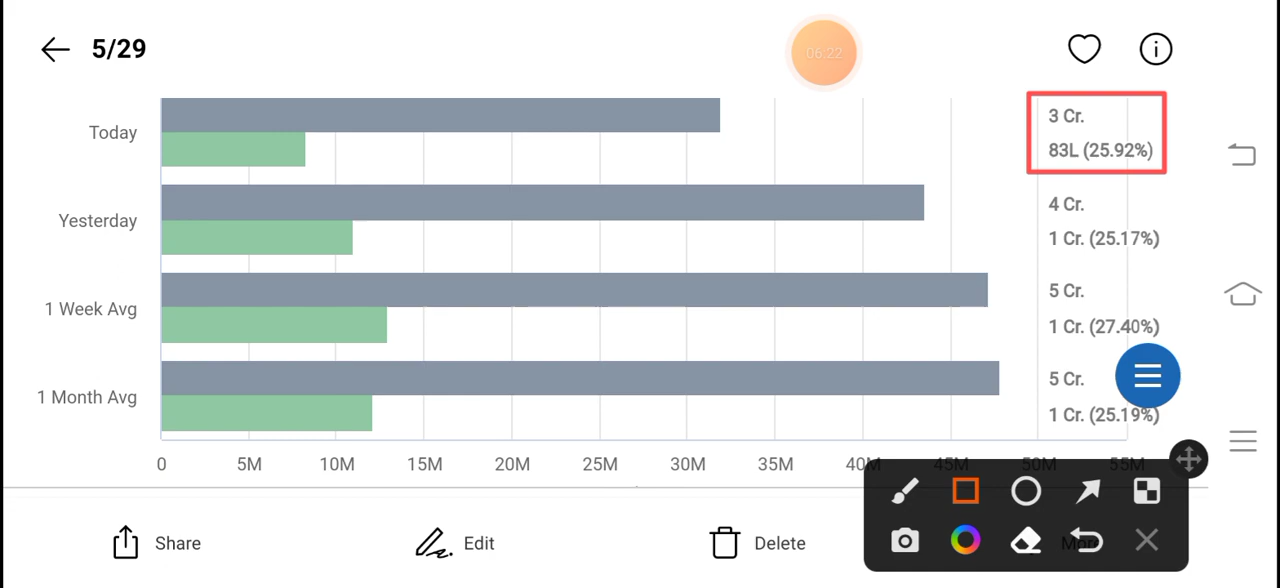 5/29
06:22
Today
3 Cr.
83L (25.92%)
Yesterday
4 Cr.
1 Cr. (25.17%)
1 Week Avg
5 Cr.
1 Cr. (27.40%)
1 Month Avg
5 Cr.
1 Cr. (25.19%)
0 5M 10M 15M 20M 25M 30M 35M 40M 45M 50M 55M
Share Edit Delete More